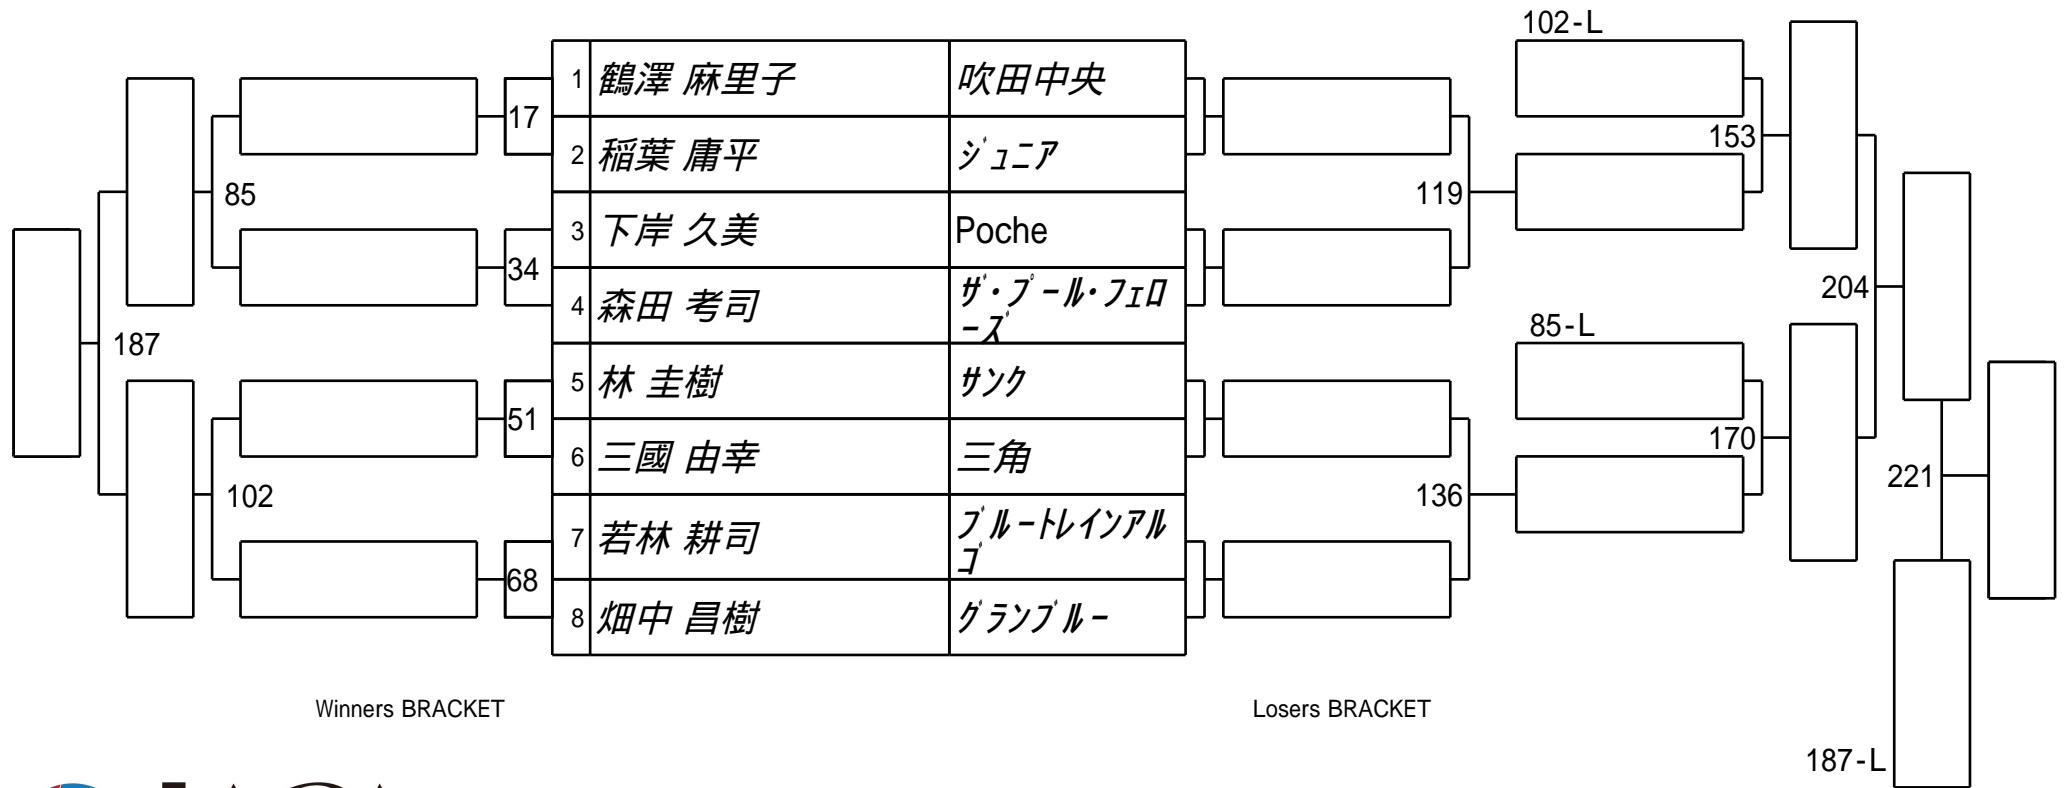 102-L
1 鶴澤 麻里子 吹田中央
17
153
2 稲葉 庸平 ジュニア
85
119
3 下岸 久美 Poche
34
4 森田 考司 ザ・プール・フェロ
ーズ
204
85-L
187
5 林 圭樹 サンク
51
170
6 三國 由幸 三角
221
102
136
7 若林 耕司 ブルートレインアル
ゴ
68
8 畑中 昌樹 グランブルー
Winners BRACKET
Losers BRACKET
187-L